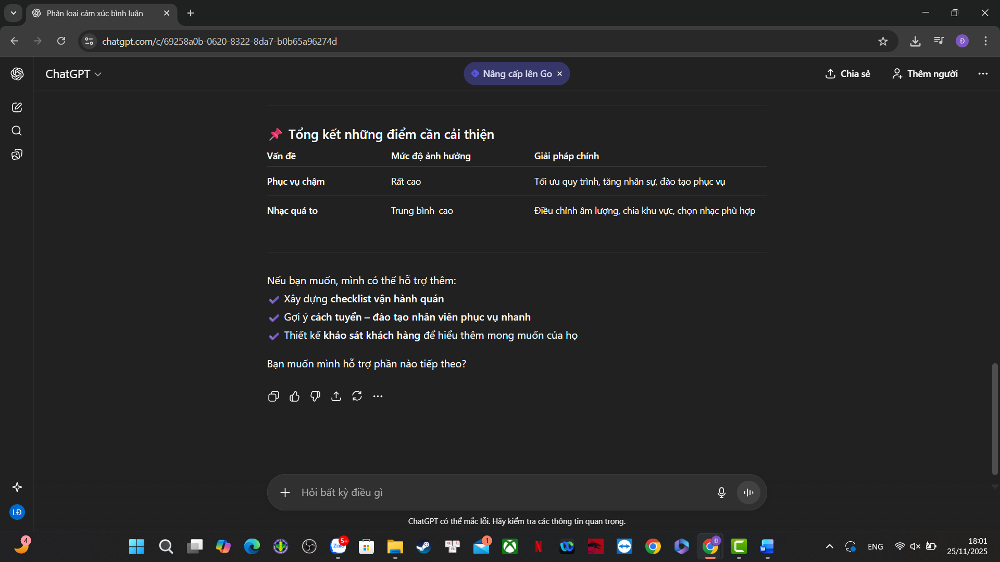 Phân loại cảm xúc bình luận
chatgpt.com/c/69258a0b-0620-8322-8da7-b0b65a96274d
Đ
ChatGPT
Nâng cấp lên Go
Chia sẻ
Thêm người
Tổng kết những điểm cần cải thiện
Vấn đề Mức độ ảnh hưởng Giải pháp chính
Phục vụ chậm Rất cao Tối ưu quy trình, tăng nhân sự, đào tạo phục vụ
Nhạc quá to Trung bình–cao Điều chỉnh âm lượng, chia khu vực, chọn nhạc phù hợp
Nếu bạn muốn, mình có thể hỗ trợ thêm:
Xây dựng checklist vận hành quán
Gợi ý cách tuyển – đào tạo nhân viên phục vụ nhanh
Thiết kế khảo sát khách hàng để hiểu thêm mong muốn của họ
Bạn muốn mình hỗ trợ phần nào tiếp theo?
Hỏi bất kỳ điều gì
LĐ
ChatGPT có thể mắc lỗi. Hãy kiểm tra các thông tin quan trọng.
4
Zalo
5+
1
N
Đ
C
W
ENG
18:01
25/11/2025